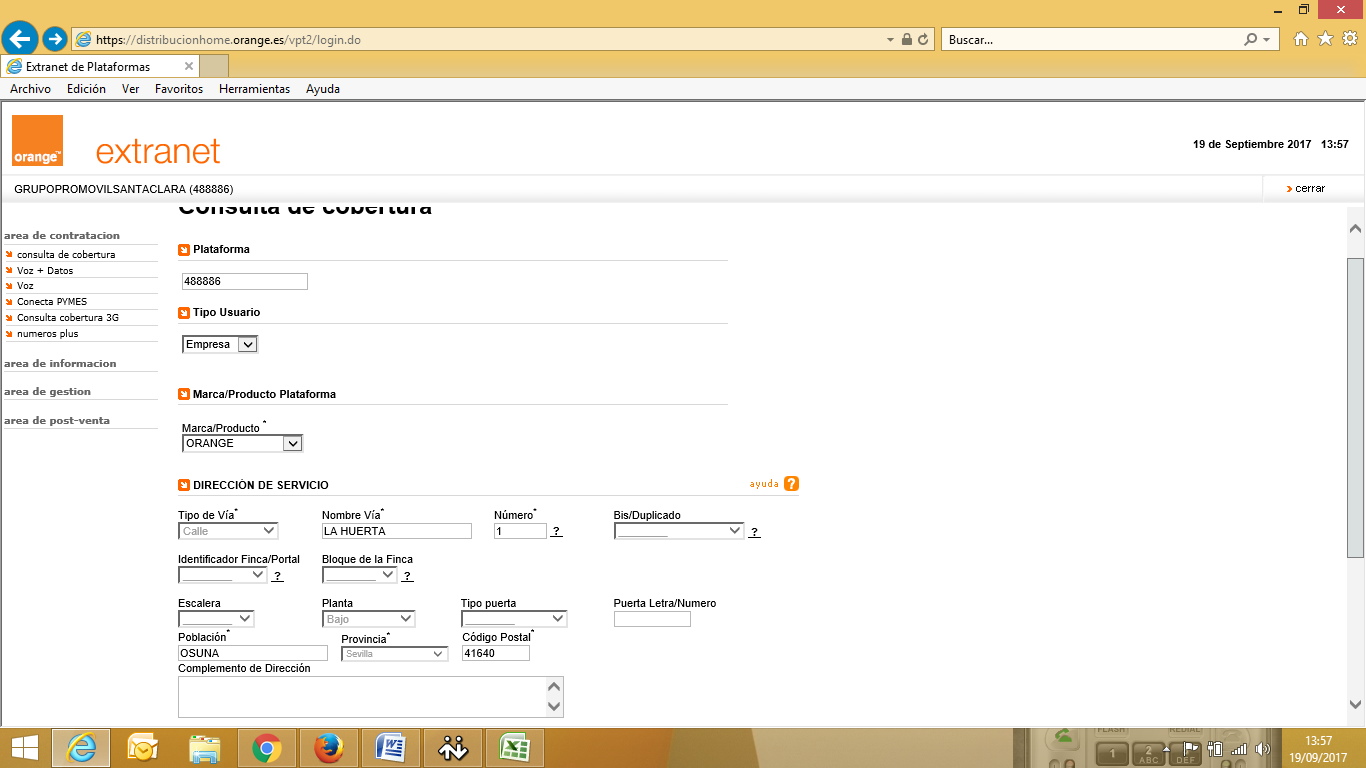 https://distribucionhome.orange.es/vpt2/login.do
Buscar...
Extranet de Plataformas
Archivo Edición Ver Favoritos Herramientas Ayuda
orange™
extranet
19 de Septiembre 2017 13:57
GRUPOPROMOVILSANTACLARA (488886)
cerrar
Consulta de cobertura
area de contratacion
consulta de cobertura
Voz + Datos
Voz
Conecta PYMES
Consulta cobertura 3G
numeros plus
area de informacion
area de gestion
area de post-venta
Plataforma
488886
Tipo Usuario
Empresa
Marca/Producto Plataforma
Marca/Producto *
ORANGE
DIRECCIÓN DE SERVICIO
ayuda ?
Tipo de Vía* Nombre Vía* Número* Bis/Duplicado
Calle LA HUERTA 1 ? ?
Identificador Finca/Portal Bloque de la Finca
? ?
Escalera Planta Tipo puerta Puerta Letra/Numero
Bajo
Población* Provincia* Código Postal*
OSUNA Sevilla 41640
Complemento de Dirección
FLASH REDIAL
1 2 ABC 3 DEF
13:57
19/09/2017